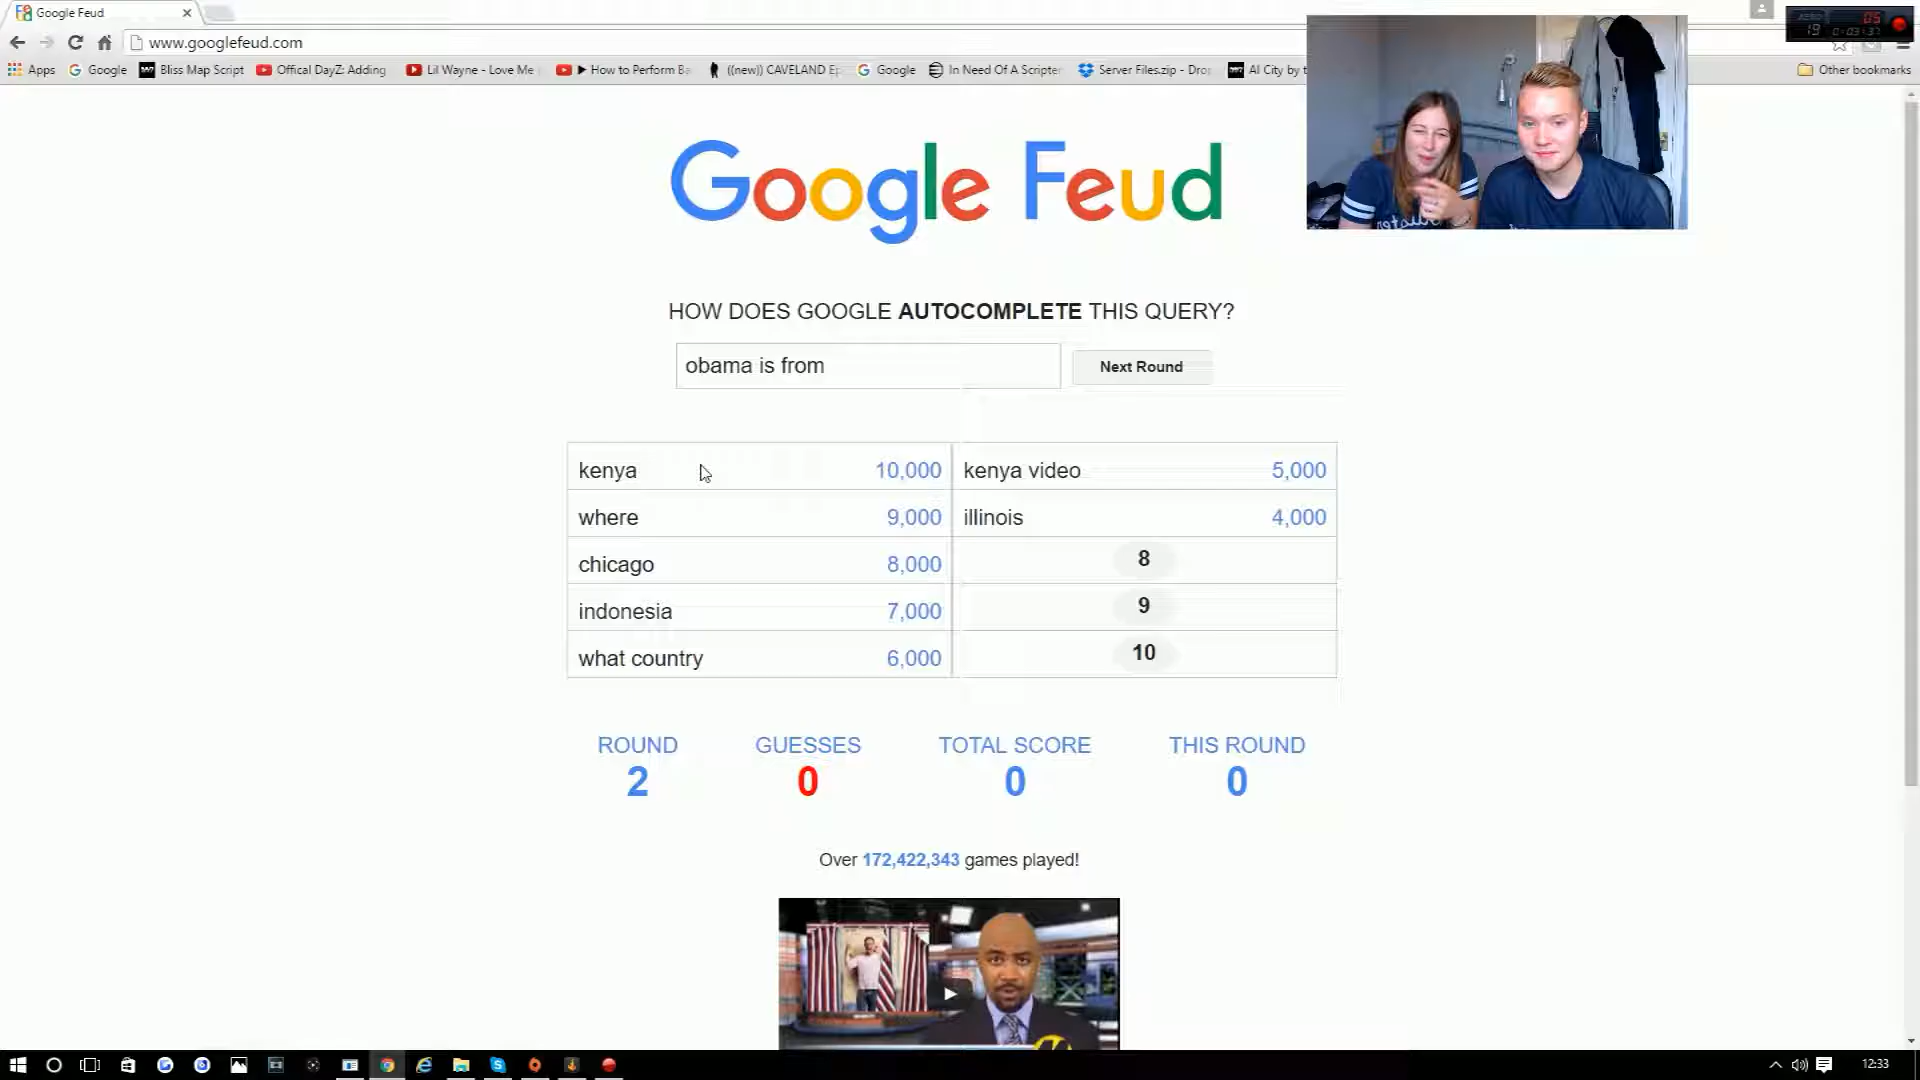 Google Feud
www.googlefeud.com
Apps Google Bliss Map Script Offical DayZ: Adding Lil Wayne - Love Me How to Perform Ba ((new)) CAVELAND Ep Google In Need Of A Scripter Server Files.zip - Dro AI City by t Other bookmarks
Google Feud
HOW DOES GOOGLE AUTOCOMPLETE THIS QUERY?
obama is from Next Round
kenya 10,000 kenya video 5,000
where 9,000 illinois 4,000
chicago 8,000 8
indonesia 7,000 9
what country 6,000 10
ROUND GUESSES TOTAL SCORE THIS ROUND
2 0 0 0
Over 172,422,343 games played!
12:33